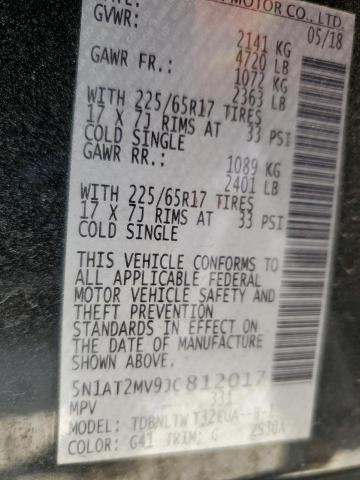 DATE:
MOTOR CO., LTD.
GVWR:
05/18
2141 KG
4720 LB
GAWR FR.:
1072 KG
2363 LB
WITH 225/65R17 TIRES
17 X 7J RIMS AT 33 PSI
COLD SINGLE
GAWR RR.:
1089 KG
2401 LB
WITH 225/65R17 TIRES
17 X 7J RIMS AT 33 PSI
COLD SINGLE
THIS VEHICLE CONFORMS TO
ALL APPLICABLE FEDERAL
MOTOR VEHICLE SAFETY AND
THEFT PREVENTION
STANDARDS IN EFFECT ON
THE DATE OF MANUFACTURE
SHOWN ABOVE.
5N1AT2MV9JC812017
MPV 331
MODEL:
COLOR: G41 TRIM: G